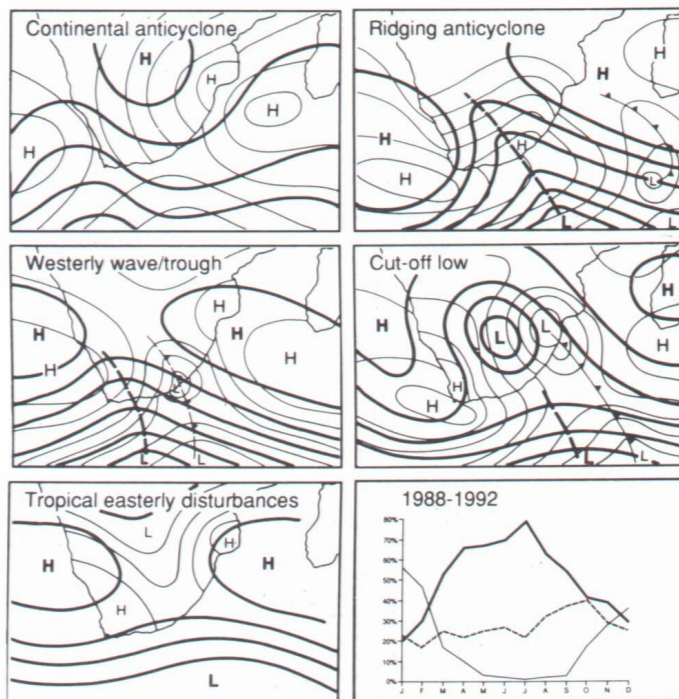 Continental anticyclone
H
H
H
H
Ridging anticyclone
H
H
H
H
H
L
L
L
Westerly wave/trough
H
H
H
H
H
L
L
L
Cut-off low
H
H
H
H
H
L
L
L
L
Tropical easterly disturbances
L
H
H
H
H
L
1988-1992
80%
70%
60%
50%
40%
30%
20%
10%
0%
J F M A M J J A S O N D